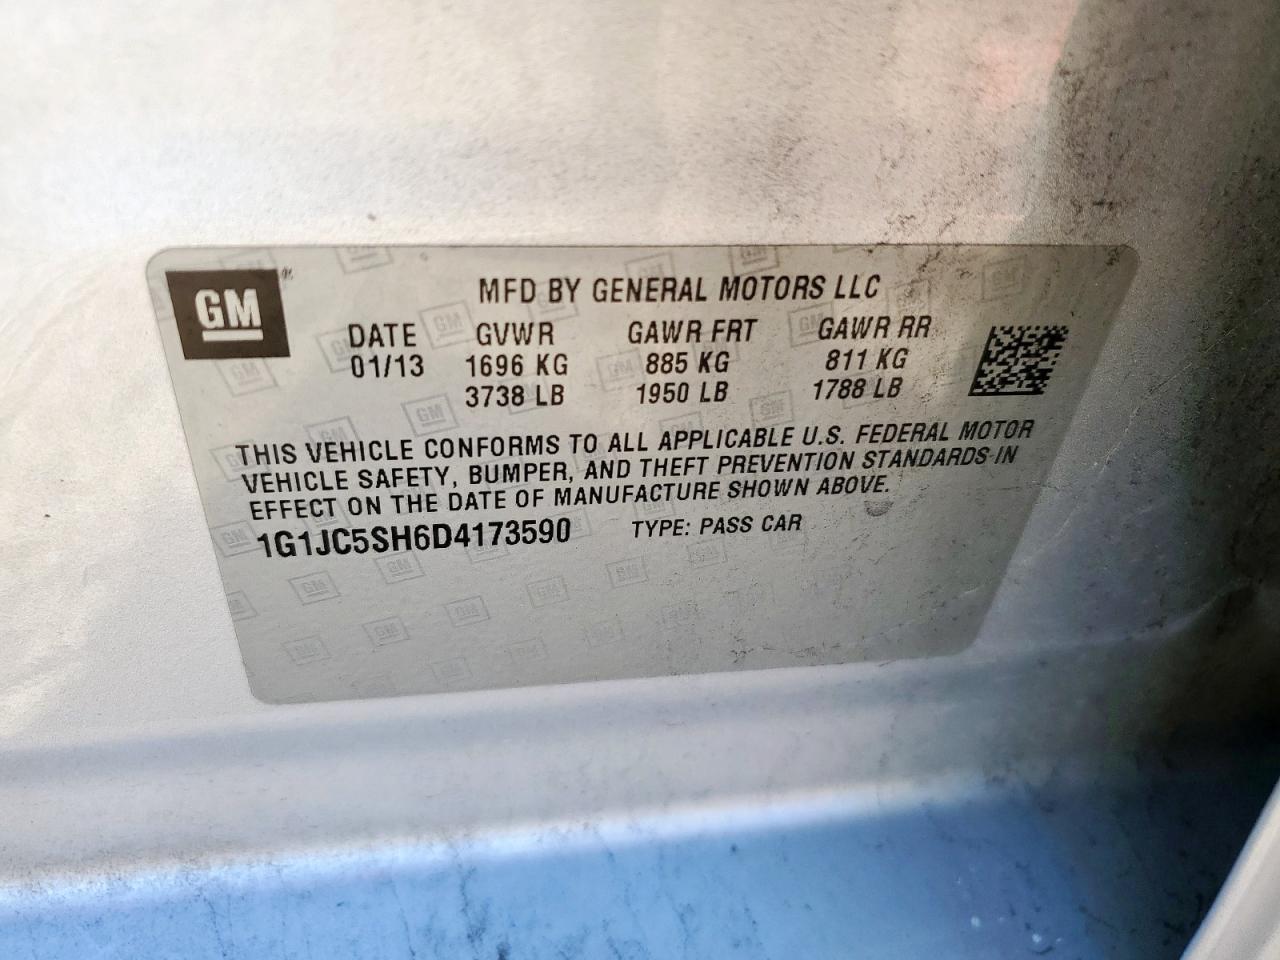 GM
MFD BY GENERAL MOTORS LLC
DATE GVWR GAWR FRT GAWR RR
01/13 1696 KG 885 KG 811 KG
3738 LB 1950 LB 1788 LB
THIS VEHICLE CONFORMS TO ALL APPLICABLE U.S. FEDERAL MOTOR
VEHICLE SAFETY, BUMPER, AND THEFT PREVENTION STANDARDS IN
EFFECT ON THE DATE OF MANUFACTURE SHOWN ABOVE.
1G1JC5SH6D4173590 TYPE: PASS CAR